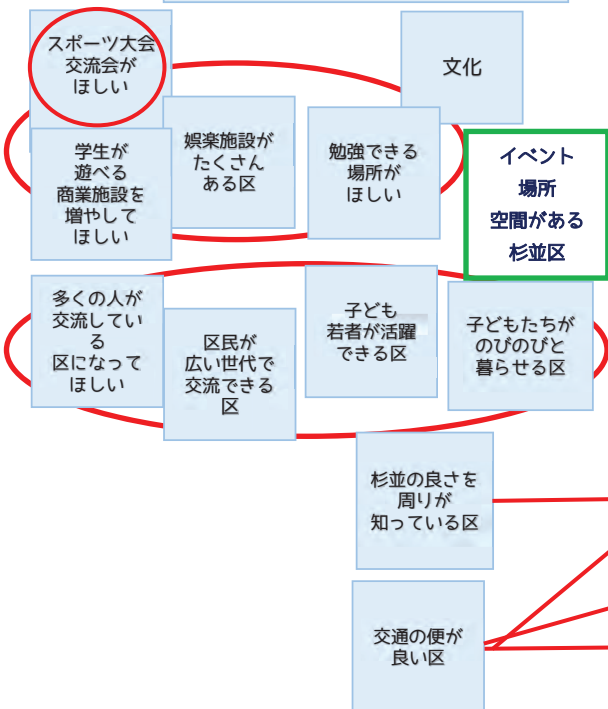 スポーツ大会
交流会が
ほしい
文化
学生が
遊べる
商業施設を
増やして
ほしい
娯楽施設が
たくさん
ある区
勉強できる
場所が
ほしい
イベント
場所
空間がある
杉並区
多くの人が
交流してい
る
区になって
ほしい
区民が
広い世代で
交流できる
区
子ども
若者が活躍
できる区
子どもたちが
のびのびと
暮らせる区
杉並の良さを
周りが
知っている区
交通の便が
良い区